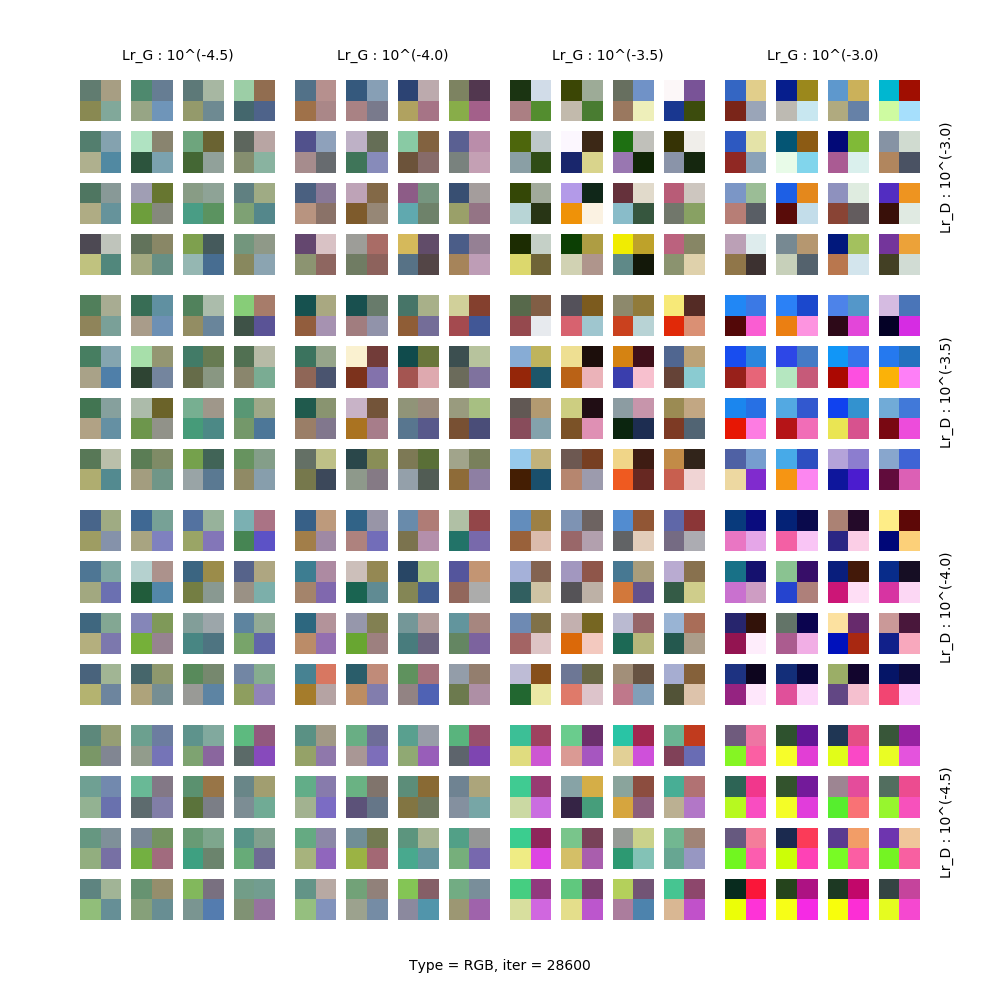 Lr_G : 10^(-4.5)
Lr_G : 10^(-4.0)
Lr_G : 10^(-3.5)
Lr_G : 10^(-3.0)
Lr_D : 10^(-3.0)
Lr_D : 10^(-3.5)
Lr_D : 10^(-4.0)
Lr_D : 10^(-4.5)
Type = RGB, iter = 28600